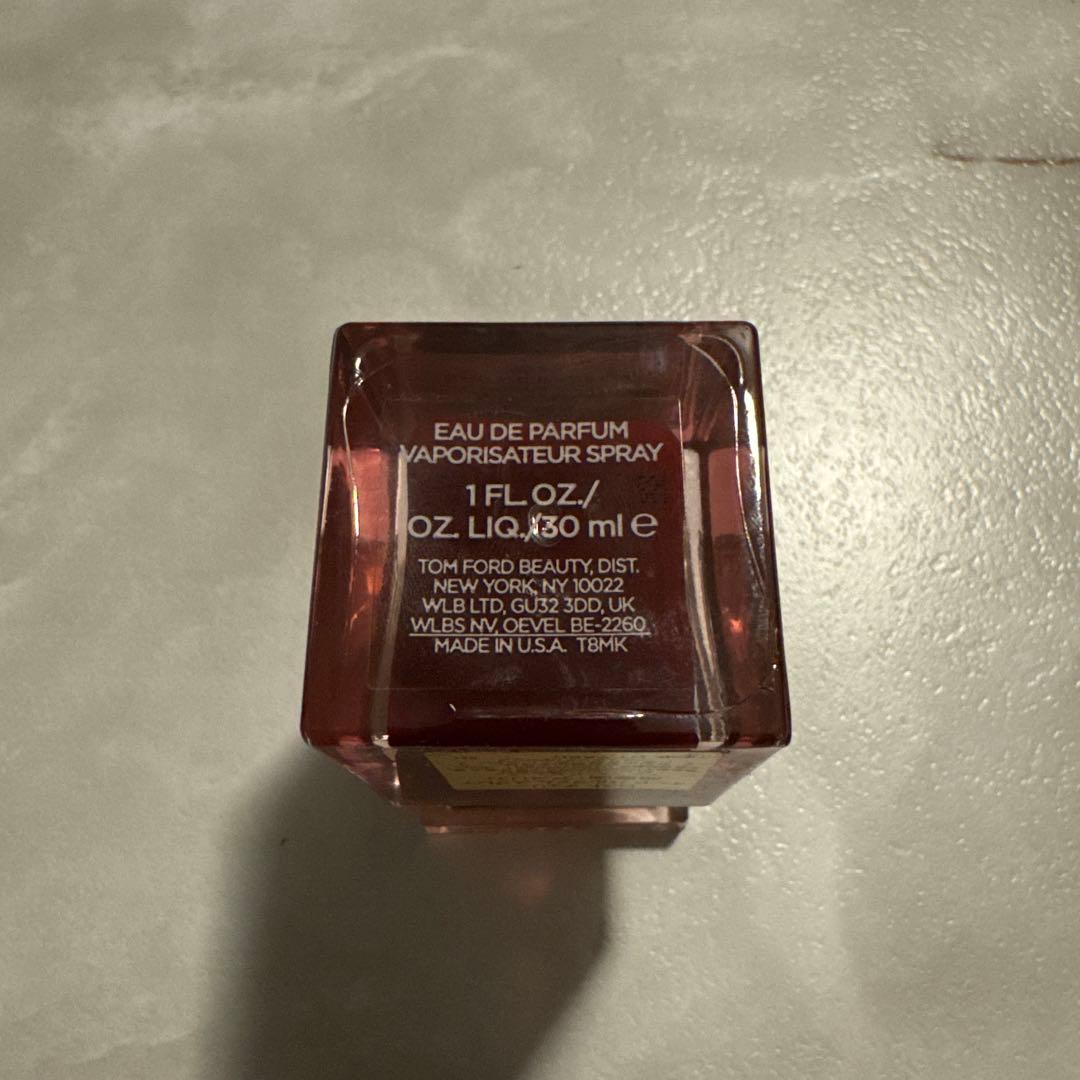 EAU DE PARFUM
VAPORISATEUR SPRAY
1 FL. OZ./
OZ. LIQ./30 ml ℮
TOM FORD BEAUTY, DIST.
NEW YORK, NY 10022
WLB LTD, GU32 3DD, UK
WLBS NV, OEVEL BE-2260
MADE IN U.S.A. T8MK